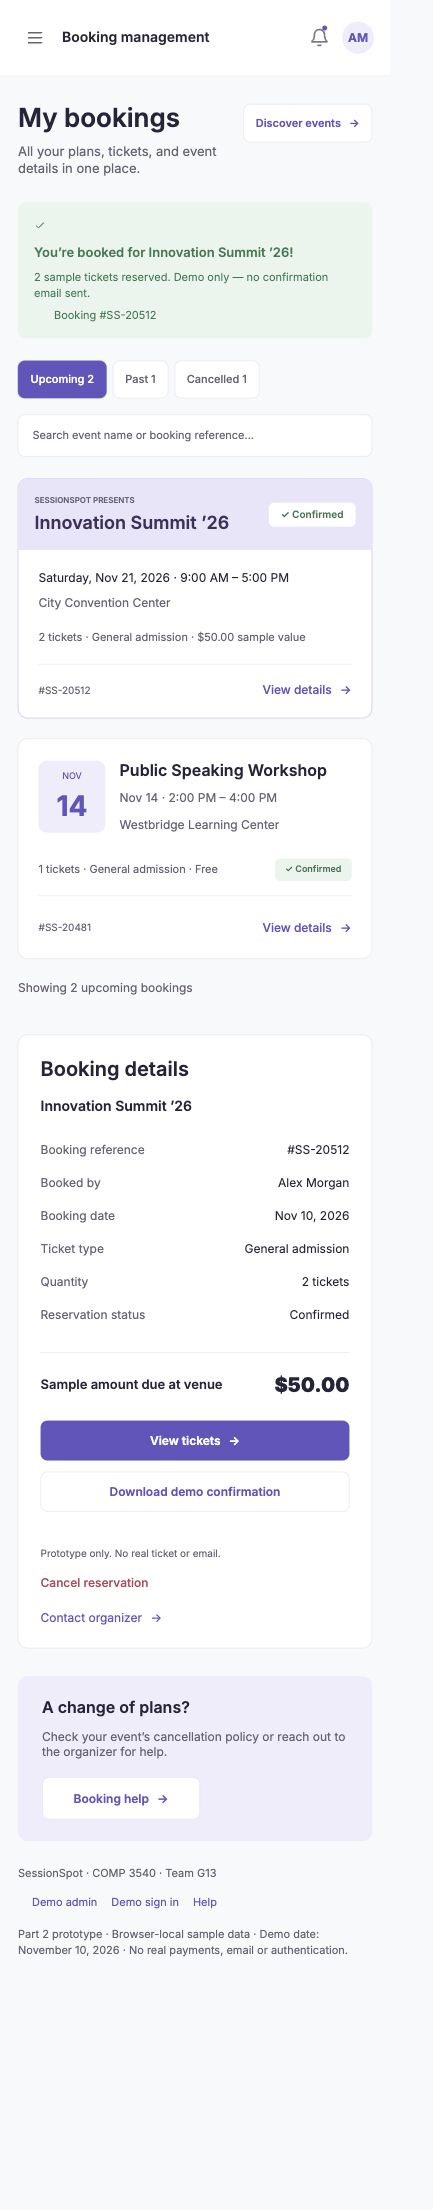 Booking management
AM
My bookings
Discover events →
All your plans, tickets, and event
details in one place.
✓
You’re booked for Innovation Summit ’26!
2 sample tickets reserved. Demo only — no confirmation
email sent.
Booking #SS-20512
Upcoming 2
Past 1
Cancelled 1
Search event name or booking reference...
SESSIONSPOT PRESENTS
Innovation Summit ’26
✓ Confirmed
Saturday, Nov 21, 2026 · 9:00 AM – 5:00 PM
City Convention Center
2 tickets · General admission · $50.00 sample value
#SS-20512
View details →
NOV
14
Public Speaking Workshop
Nov 14 · 2:00 PM – 4:00 PM
Westbridge Learning Center
1 tickets · General admission · Free
✓ Confirmed
#SS-20481
View details →
Showing 2 upcoming bookings
Booking details
Innovation Summit ’26
Booking reference #SS-20512
Booked by Alex Morgan
Booking date Nov 10, 2026
Ticket type General admission
Quantity 2 tickets
Reservation status Confirmed
Sample amount due at venue $50.00
View tickets →
Download demo confirmation
Prototype only. No real ticket or email.
Cancel reservation
Contact organizer →
A change of plans?
Check your event’s cancellation policy or reach out to
the organizer for help.
Booking help →
SessionSpot · COMP 3540 · Team G13
Demo admin Demo sign in Help
Part 2 prototype · Browser-local sample data · Demo date:
November 10, 2026 · No real payments, email or authentication.